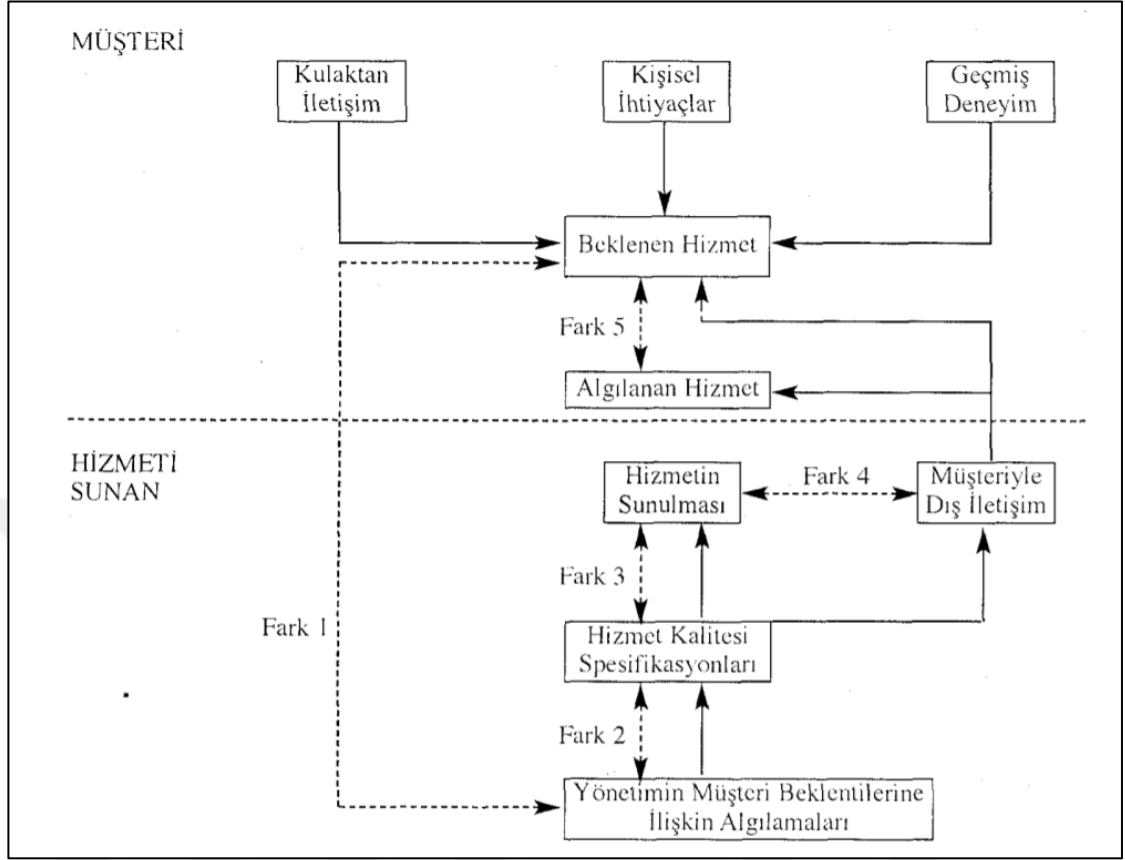 MÜŞTERİ
Kulaktan
İletişim
Kişisel
İhtiyaçlar
Geçmiş
Deneyim
Beklenen Hizmet
Fark 5
Algılanan Hizmet
HİZMETİ
SUNAN
Hizmetin
Sunulması
Fark 4
Müşteriyle
Dış İletişim
Fark 3
Fark 1
Hizmet Kalitesi
Spesifikasyonları
Fark 2
Yönetimin Müşteri Beklentilerine
İlişkin Algılamaları